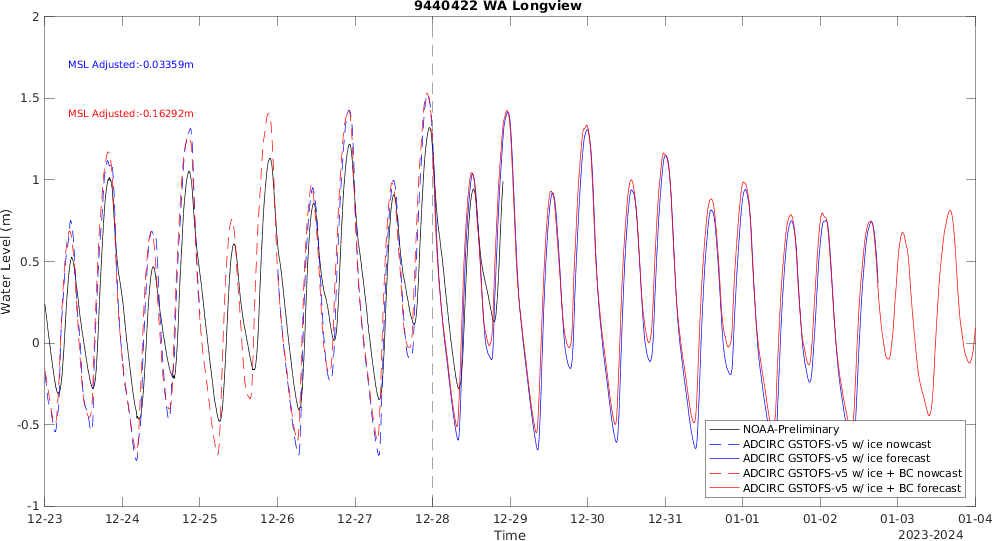 9440422 WA Longview
2
1.5
1
0.5
0
-0.5
-1
Water Level (m)
MSL Adjusted:-0.03359m
MSL Adjusted:-0.16292m
NOAA-Preliminary
ADCIRC GSTOFS-v5 w/ ice nowcast
ADCIRC GSTOFS-v5 w/ ice forecast
ADCIRC GSTOFS-v5 w/ ice + BC nowcast
ADCIRC GSTOFS-v5 w/ ice + BC forecast
12-23 12-24 12-25 12-26 12-27 12-28 12-29 12-30 12-31 01-01 01-02 01-03 01-04
Time
2023-2024